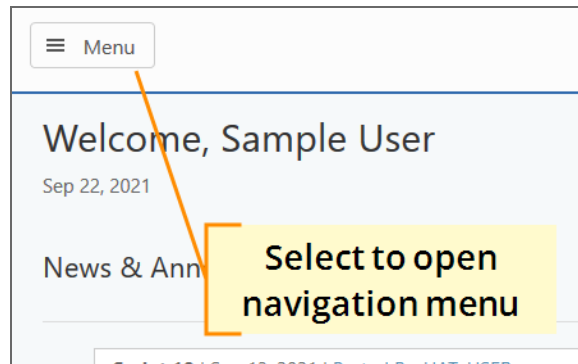 Menu
Welcome, Sample User
Sep 22, 2021
News & Ann
Select to open
navigation menu